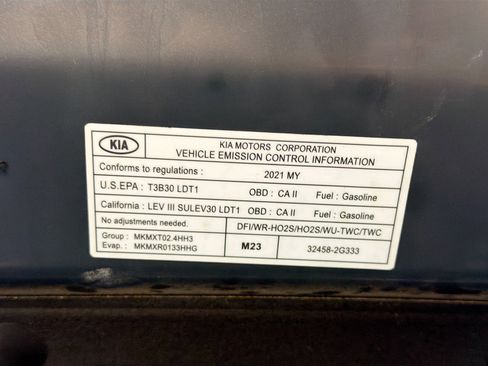 KIA
KIA MOTORS CORPORATION
VEHICLE EMISSION CONTROL INFORMATION
Conforms to regulations : 2021 MY
U.S.EPA : T3B30 LDT1 OBD : CA II Fuel : Gasoline
California : LEV III SULEV30 LDT1 OBD : CA II Fuel : Gasoline
No adjustments needed. DFI/WR-HO2S/HO2S/WU-TWC/TWC
Group : MKMXT02.4HH3
Evap. : MKMXR0133HHG M23 32458-2G333